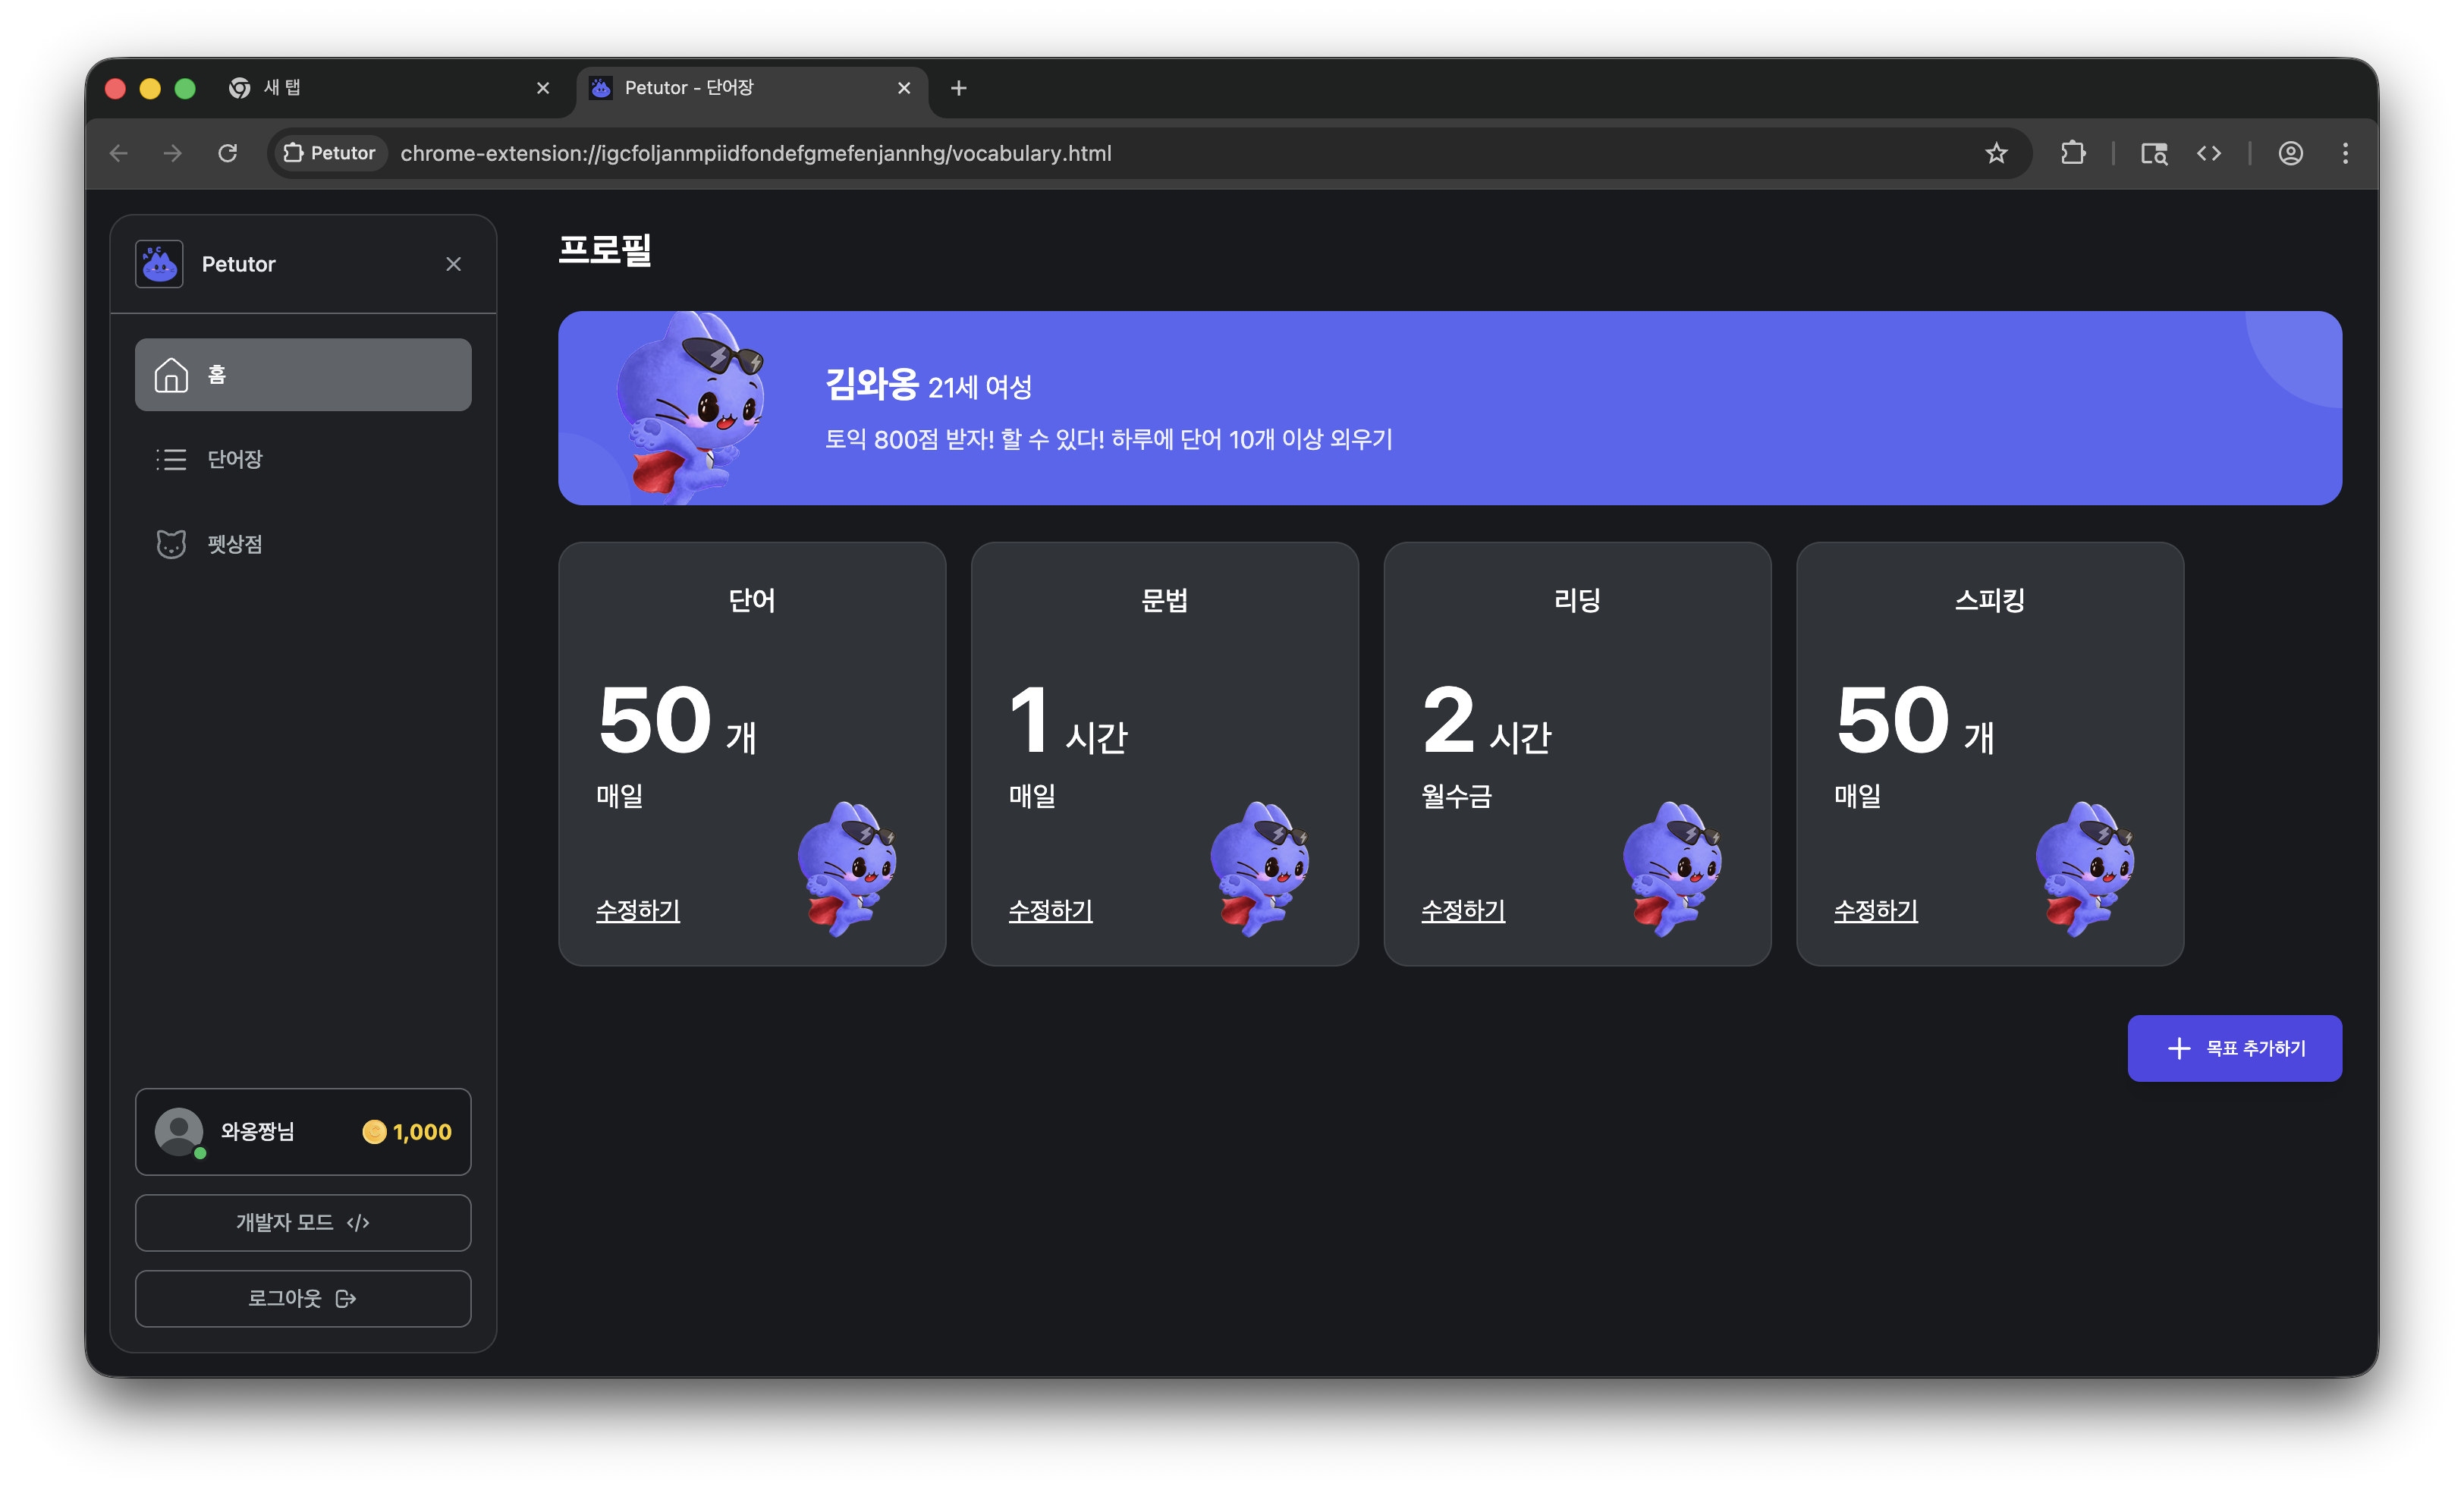 새 탭
Petutor - 단어장
Petutor
chrome-extension://igcfoljanmpiidfondefgmefenjannhg/vocabulary.html
Petutor
홈
단어장
펫상점
와옹짱님
1,000
개발자 모드 </>
로그아웃
프로필
김와옹 21세 여성
토익 800점 받자! 할 수 있다! 하루에 단어 10개 이상 외우기
단어
50 개
매일
수정하기
문법
1 시간
매일
수정하기
리딩
2 시간
월수금
수정하기
스피킹
50 개
매일
수정하기
목표 추가하기